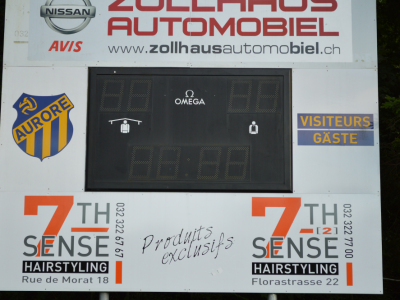 ZOLLHAUS
NISSAN
AUTOMOBIEL
AVIS
www.zollhausautomobiel.ch
Ω
OMEGA
AURORE
VISITEURS
GÄSTE
7TH
SENSE
HAIRSTYLING
Rue de Morat 18
032 322 67 67
Produits
exclusifs
7TH
[2]
SENSE
HAIRSTYLING
Florastrasse 22
032 322 77 00